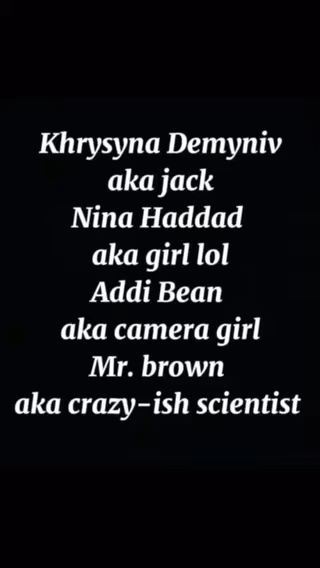 Khrysyna Demyniv
aka jack
Nina Haddad
aka girl lol
Addi Bean
aka camera girl
Mr. brown
aka crazy-ish scientist